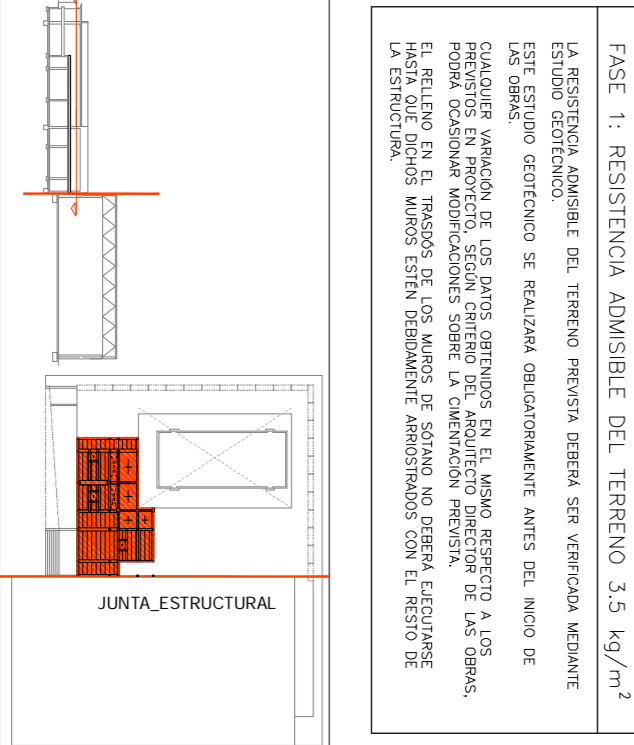 FASE 1: RESISTENCIA ADMISIBLE DEL TERRENO 3.5 kg/m²
LA RESISTENCIA ADMISIBLE DEL TERRENO PREVISTA DEBERÁ SER VERIFICADA MEDIANTE
ESTUDIO GEOTÉCNICO.
ESTE ESTUDIO GEOTÉCNICO SE REALIZARÁ OBLIGATORIAMENTE ANTES DEL INICIO DE
LAS OBRAS.
CUALQUIER VARIACIÓN DE LOS DATOS OBTENIDOS EN EL MISMO RESPECTO A LOS
PREVISTOS EN PROYECTO, SEGÚN CRITERIO DEL ARQUITECTO DIRECTOR DE LAS OBRAS,
PODRÁ OCASIONAR MODIFICACIONES SOBRE LA CIMENTACIÓN PREVISTA.
EL RELLENO EN EL TRASDÓS DE LOS MUROS DE SÓTANO NO DEBERÁ EJECUTARSE
HASTA QUE DICHOS MUROS ESTÉN DEBIDAMENTE ARRIOSTRADOS CON EL RESTO DE
LA ESTRUCTURA.
JUNTA_ESTRUCTURAL